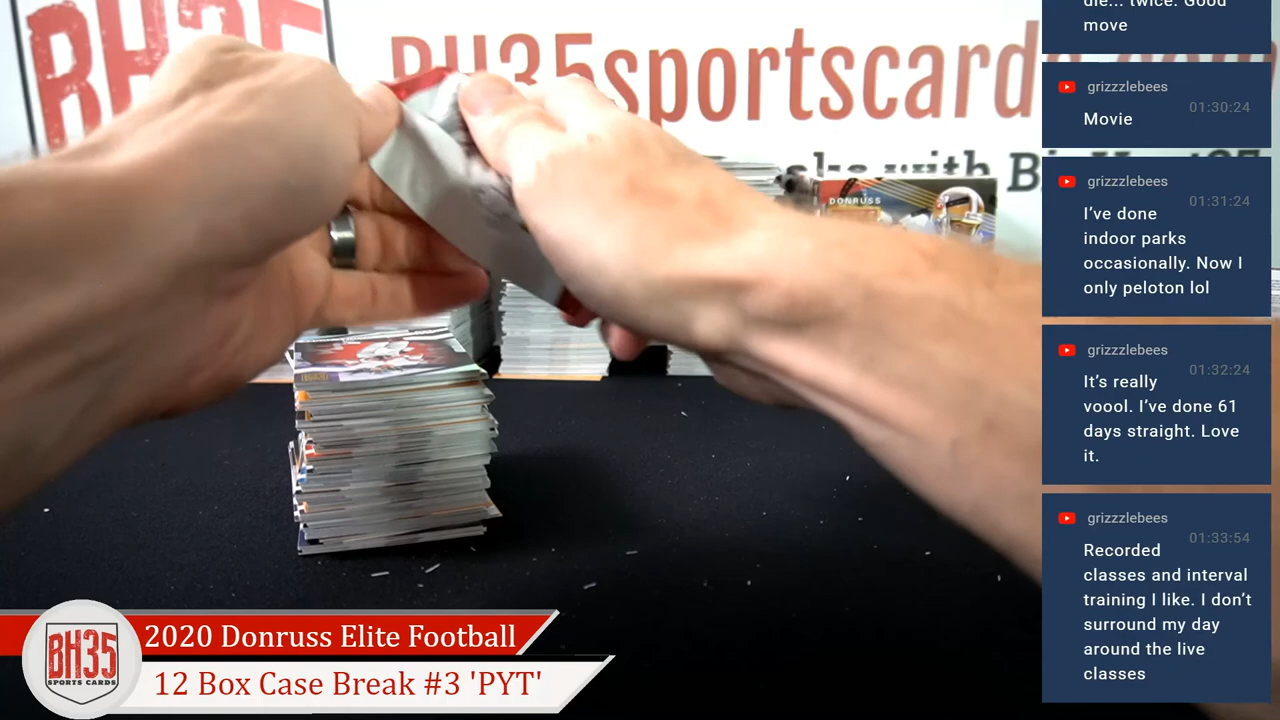 BH35
BH35sportscards
DONRUSS
die... twice. Good
move
grizzzlebees
01:30:24
Movie
grizzzlebees
01:31:24
I've done
indoor parks
occasionally. Now I
only peloton lol
grizzzlebees
01:32:24
It's really
voool. I've done 61
days straight. Love
it.
grizzzlebees
01:33:54
Recorded
classes and interval
training I like. I don't
surround my day
around the live
classes
BH35
SPORTS CARDS
2020 Donruss Elite Football
12 Box Case Break #3 'PYT'